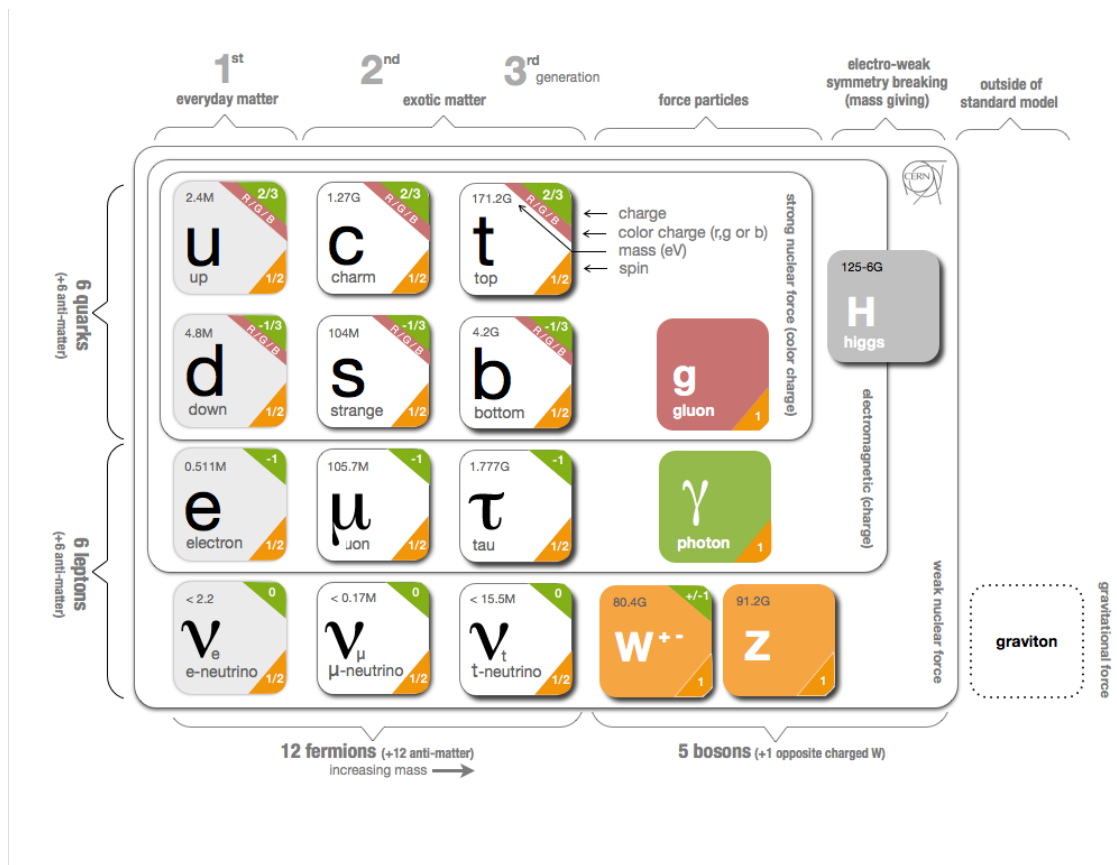 1st
2nd
3rd generation
everyday matter
exotic matter
force particles
electro-weak
symmetry breaking
(mass giving)
outside of
standard model
6 quarks
(+6 anti-matter)
2.4M
2/3
R/G/B
u
up
1/2
1.27G
2/3
R/G/B
c
charm
1/2
171.2G
2/3
R/G/B
t
top
1/2
charge
color charge (r,g or b)
mass (eV)
spin
strong nuclear force (color charge)
CERN
125-6G
H
higgs
4.8M
-1/3
R/G/B
d
down
1/2
104M
-1/3
R/G/B
s
strange
1/2
4.2G
-1/3
R/G/B
b
bottom
1/2
g
gluon
1
electromagnetic (charge)
6 leptons
(+6 anti-matter)
0.511M
-1
e
electron
1/2
105.7M
-1
μ
uon
1/2
1.777G
-1
τ
tau
1/2
γ
photon
1
weak nuclear force
< 2.2
0
νe
e-neutrino
1/2
< 0.17M
0
νμ
μ-neutrino
1/2
< 15.5M
0
νt
t-neutrino
1/2
80.4G
+/-1
W+-
1
91.2G
Z
1
graviton
gravitational force
12 fermions (+12 anti-matter)
increasing mass
5 bosons (+1 opposite charged W)